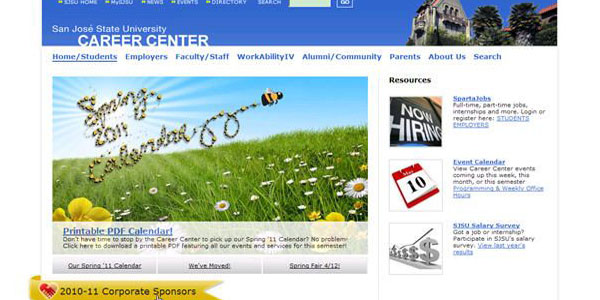 SJSU HOME MySJSU NEWS EVENTS DIRECTORY SEARCH GO
San José State University
CAREER CENTER
Home/Students Employers Faculty/Staff WorkAbilityIV Alumni/Community Parents About Us Search
Spring
2011
Calendar
Printable PDF Calendar!
Don't have time to stop by the Career Center to pick up our Spring '11 Calendar? No problem!
Click here to download a printable PDF featuring all our events and services for this semester!
Our Spring '11 Calendar We've Moved! Spring Fair 4/12!
2010-11 Corporate Sponsors
Resources
NOW
HIRING
SpartaJobs
Full-time, part-time jobs,
internships and more. Login or
register here: STUDENTS
EMPLOYERS
10
Event Calendar
View Career Center events
coming up this week, this
month, or this semester
Programming & Weekly Office
Hours
$$$$
SJSU Salary Survey
Got a job or internship?
Participate in SJSU's salary
survey. View last year's
results